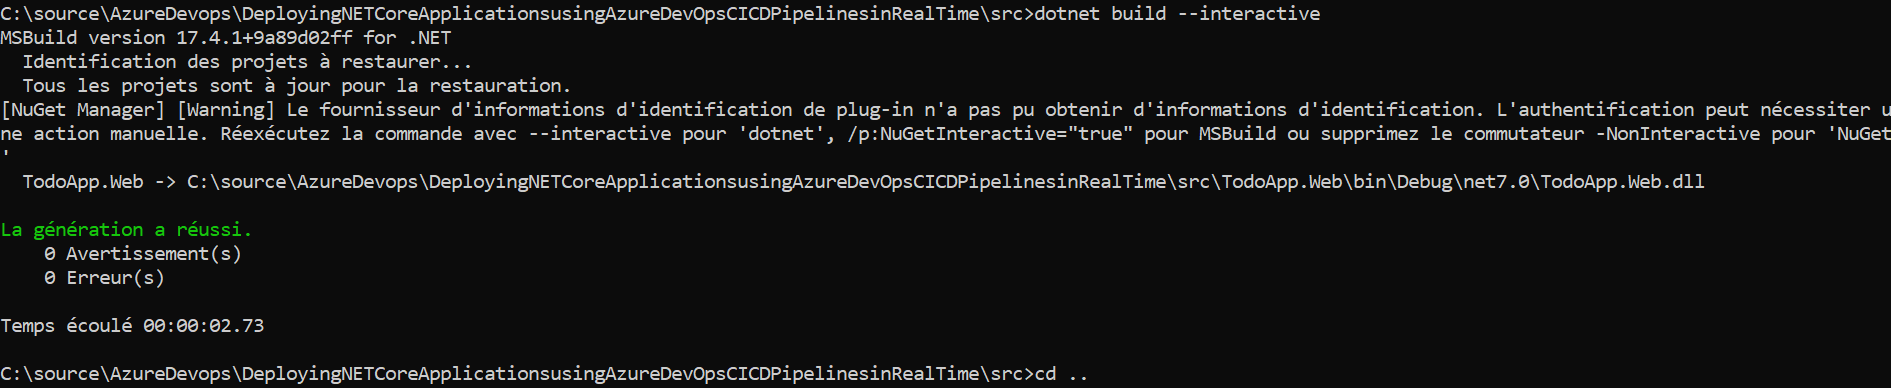 C:\source\AzureDevops\DeployingNETCoreApplicationsusingAzureDevOpsCICDPipelinesinRealTime\src>dotnet build --interactive
MSBuild version 17.4.1+9a89d02ff for .NET
  Identification des projets à restaurer...
  Tous les projets sont à jour pour la restauration.
[NuGet Manager] [Warning] Le fournisseur d'informations d'identification de plug-in n'a pas pu obtenir d'informations d'identification. L'authentification peut nécessiter u
ne action manuelle. Réexécutez la commande avec --interactive pour 'dotnet', /p:NuGetInteractive="true" pour MSBuild ou supprimez le commutateur -NonInteractive pour 'NuGet
'
  TodoApp.Web -> C:\source\AzureDevops\DeployingNETCoreApplicationsusingAzureDevOpsCICDPipelinesinRealTime\src\TodoApp.Web\bin\Debug\net7.0\TodoApp.Web.dll
La génération a réussi.
    0 Avertissement(s)
    0 Erreur(s)
Temps écoulé 00:00:02.73
C:\source\AzureDevops\DeployingNETCoreApplicationsusingAzureDevOpsCICDPipelinesinRealTime\src>cd ..